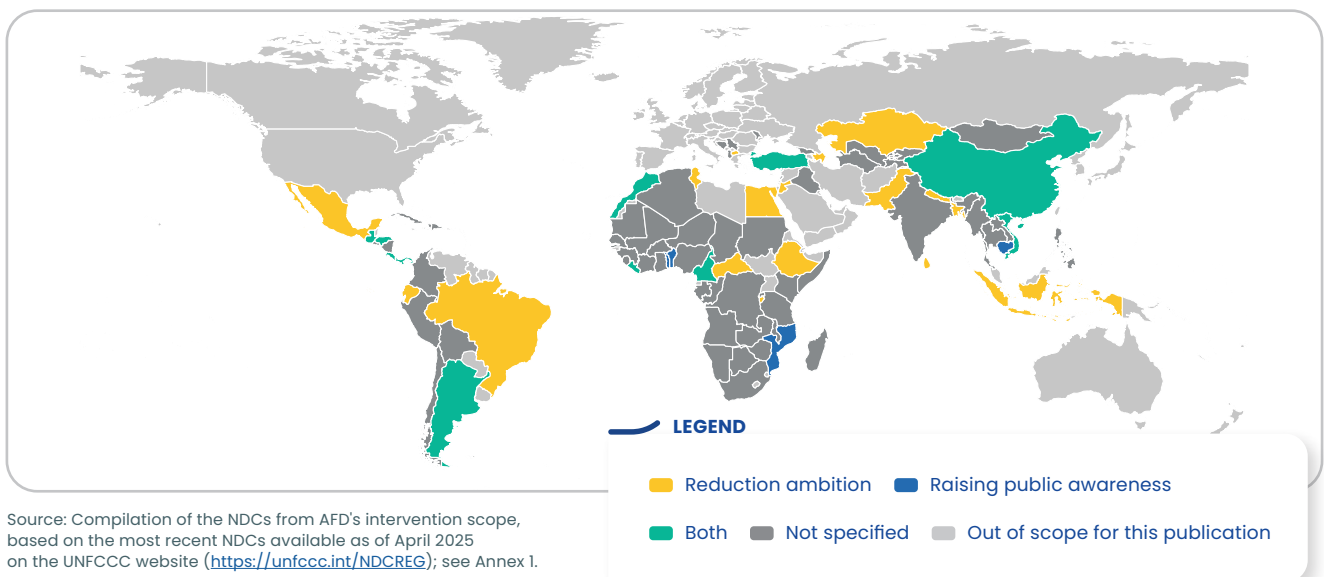 LEGEND
Reduction ambition
Raising public awareness
Both
Not specified
Out of scope for this publication
Source: Compilation of the NDCs from AFD's intervention scope,
based on the most recent NDCs available as of April 2025
on the UNFCCC website (https://unfccc.int/NDCREG); see Annex 1.